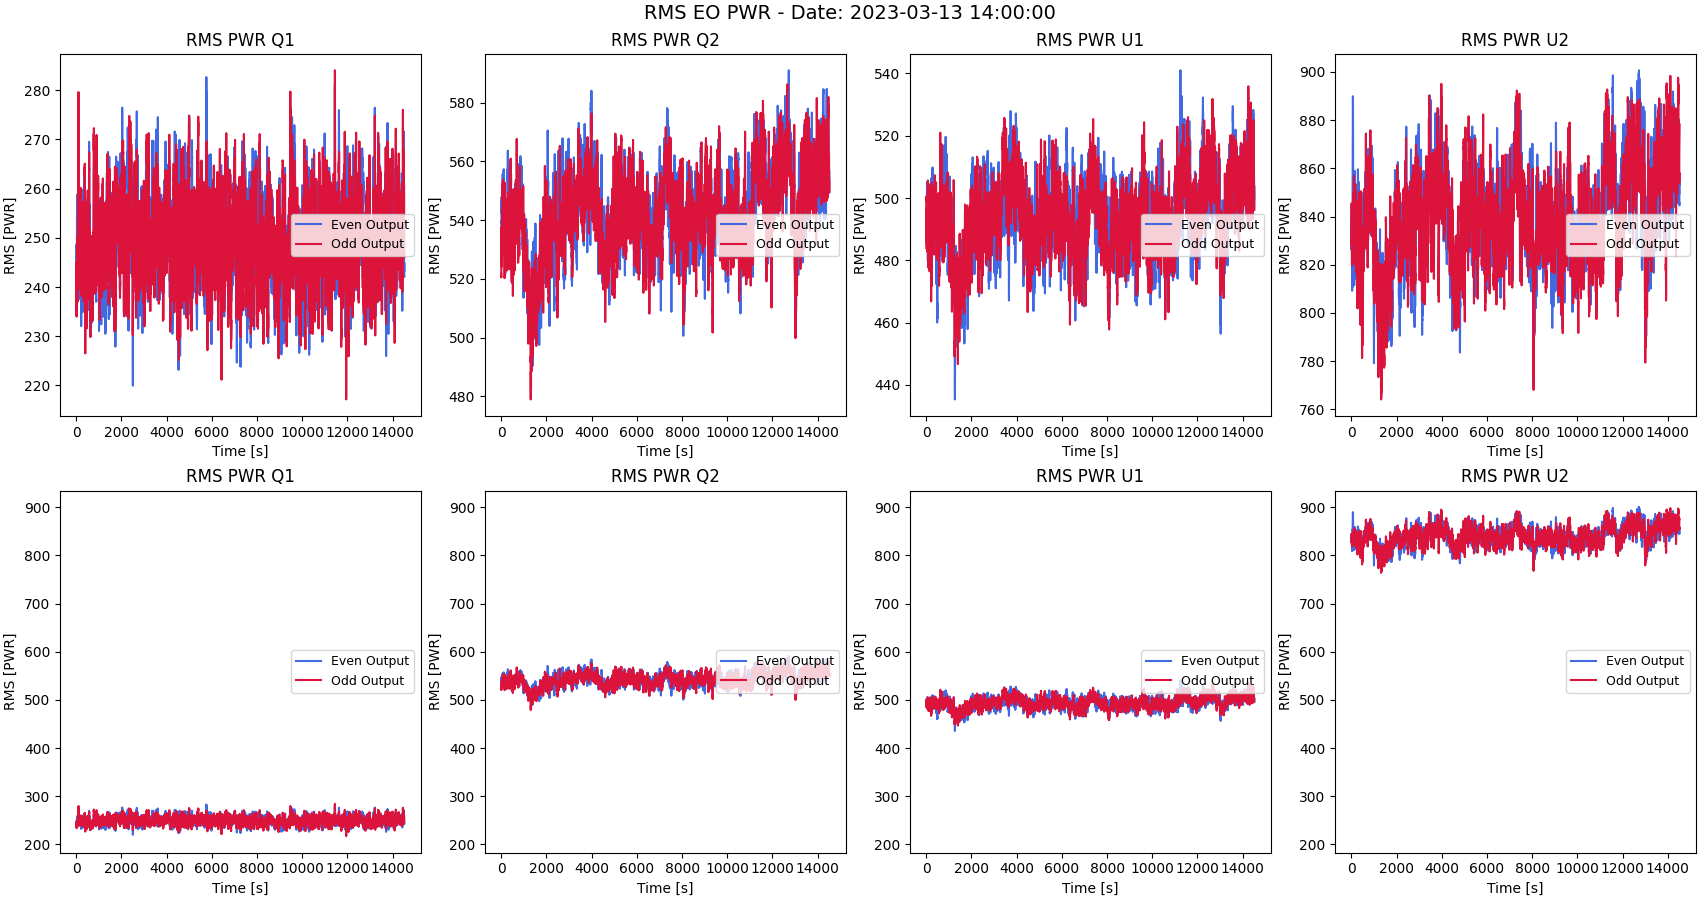 RMS EO PWR - Date: 2023-03-13 14:00:00
RMS PWR Q1
RMS [PWR]
280
270
260
250
240
230
220
0 2000 4000 6000 8000 10000 12000 14000
Time [s]
Even Output
Odd Output
RMS PWR Q2
RMS [PWR]
580
560
540
520
500
480
0 2000 4000 6000 8000 10000 12000 14000
Time [s]
Even Output
Odd Output
RMS PWR U1
RMS [PWR]
540
520
500
480
460
440
0 2000 4000 6000 8000 10000 12000 14000
Time [s]
Even Output
Odd Output
RMS PWR U2
RMS [PWR]
900
880
860
840
820
800
780
760
0 2000 4000 6000 8000 10000 12000 14000
Time [s]
Even Output
Odd Output
RMS PWR Q1
RMS [PWR]
900
800
700
600
500
400
300
200
0 2000 4000 6000 8000 10000 12000 14000
Time [s]
Even Output
Odd Output
RMS PWR Q2
RMS [PWR]
900
800
700
600
500
400
300
200
0 2000 4000 6000 8000 10000 12000 14000
Time [s]
Even Output
Odd Output
RMS PWR U1
RMS [PWR]
900
800
700
600
500
400
300
200
0 2000 4000 6000 8000 10000 12000 14000
Time [s]
Even Output
Odd Output
RMS PWR U2
RMS [PWR]
900
800
700
600
500
400
300
200
0 2000 4000 6000 8000 10000 12000 14000
Time [s]
Even Output
Odd Output